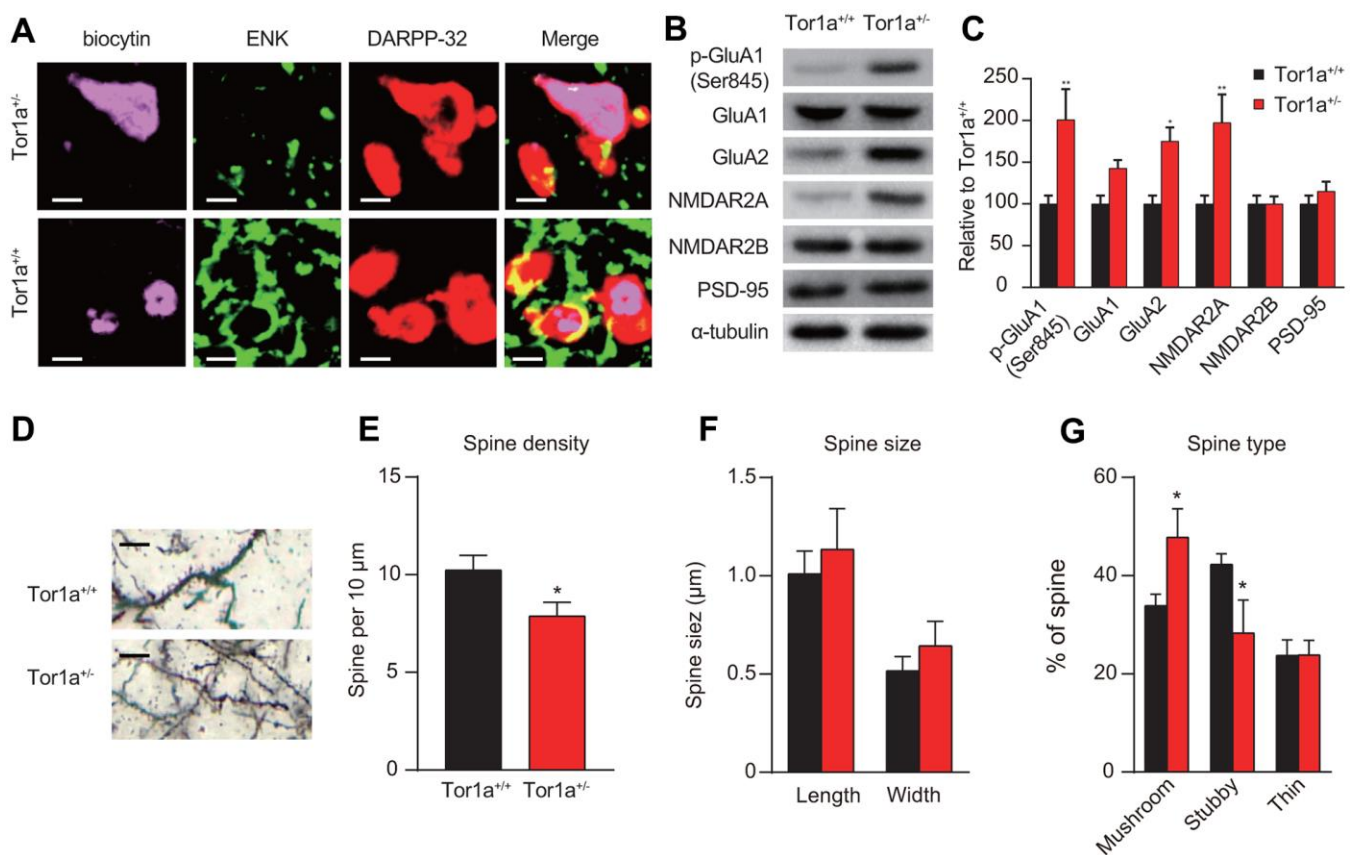 A
biocytin
ENK
DARPP-32
Merge
Tor1a+/-
Tor1a+/+
B
Tor1a+/+ Tor1a+/-
p-GluA1
(Ser845)
GluA1
GluA2
NMDAR2A
NMDAR2B
PSD-95
α-tubulin
C
Tor1a+/+
Tor1a+/-
Relative to Tor1a+/+
250
200
150
100
50
0
**
*
**
p-GluA1
(Ser845)
GluA1
GluA2
NMDAR2A
NMDAR2B
PSD-95
D
Tor1a+/+
Tor1a+/-
E
Spine density
Spine per 10 μm
15
10
5
0
*
Tor1a+/+ Tor1a+/-
F
Spine size
Spine siez (μm)
1.5
1.0
0.5
0
Length Width
G
Spine type
% of spine
60
40
20
0
*
*
Mushroom
Stubby
Thin